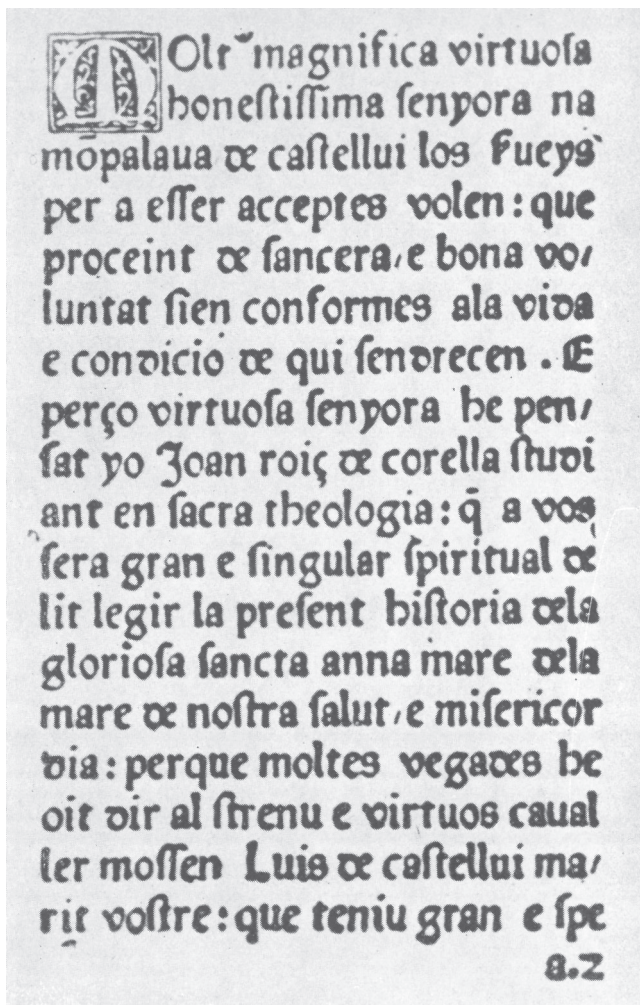 MOltᷤ magnifica virtuoſa
honeſtiſſima ſenyora na
mōpalaua de caſtellui los Fueys
per a eſſer acceptes volen : que
proceint de ſancera / e bona vo/
luntat ſien conformes ala vida
e condicio de qui ſendrecen . E
perço virtuoſa ſenyora he pen/
ſat yo Joan roiç de corella ſtudi
ant en ſacra theologia : q̄ a vos
ſera gran e ſingular ſpiritual de
lit legir la preſent hiſtoria dela
glorioſa ſancta anna mare dela
mare de noſtra ſalut / e miſericor
dia : perque moltes vegades he
oit dir al ſtrenu e virtuos caual
ler moſſen Luis de caſtellui ma/
rit voſtre : que teniu gran e ſpe
a.2